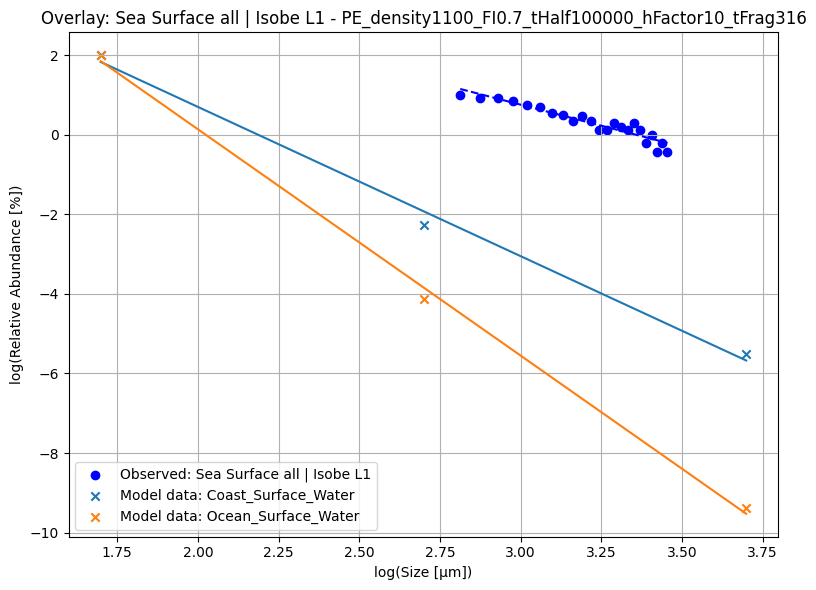 Overlay: Sea Surface all | Isobe L1 - PE_density1100_FI0.7_tHalf100000_hFactor10_tFrag316
log(Relative Abundance [%])
2
0
−2
−4
−6
−8
−10
Observed: Sea Surface all | Isobe L1
Model data: Coast_Surface_Water
Model data: Ocean_Surface_Water
1.75 2.00 2.25 2.50 2.75 3.00 3.25 3.50 3.75
log(Size [μm])